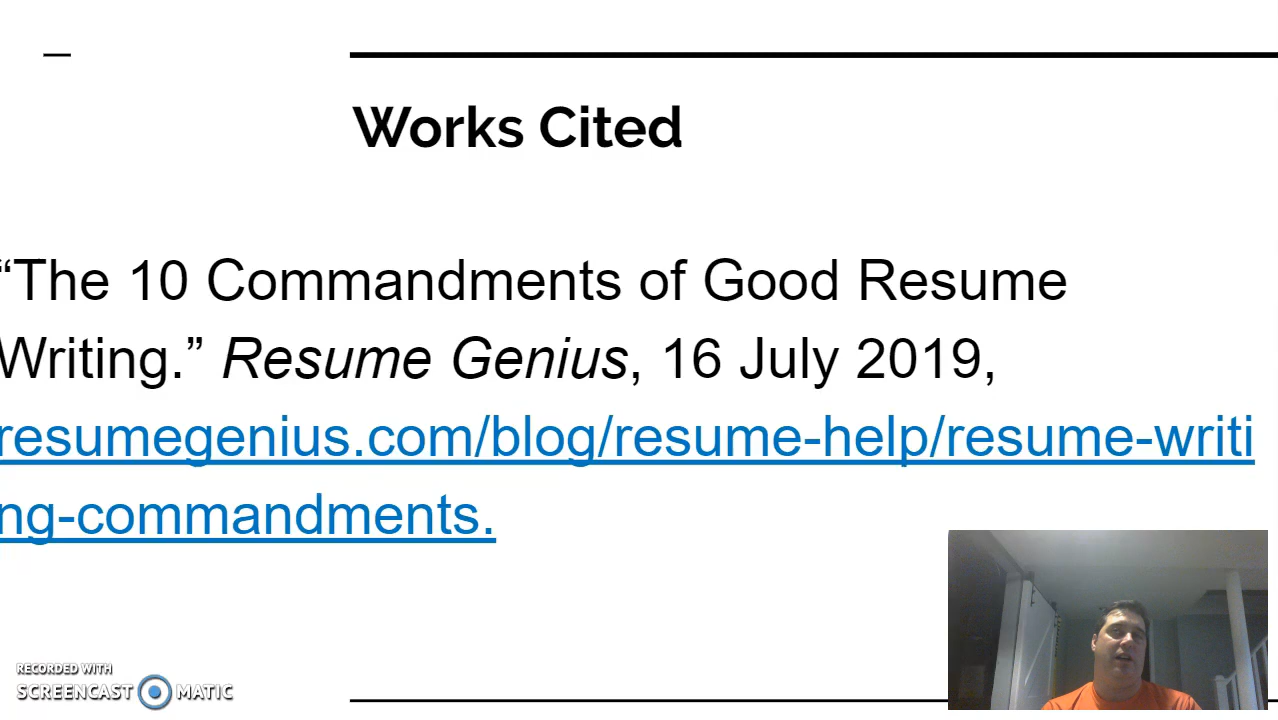 Works Cited
“The 10 Commandments of Good Resume
Writing.” Resume Genius, 16 July 2019,
resumegenius.com/blog/resume-help/resume-writi
ng-commandments.
RECORDED WITH
SCREENCAST MATIC